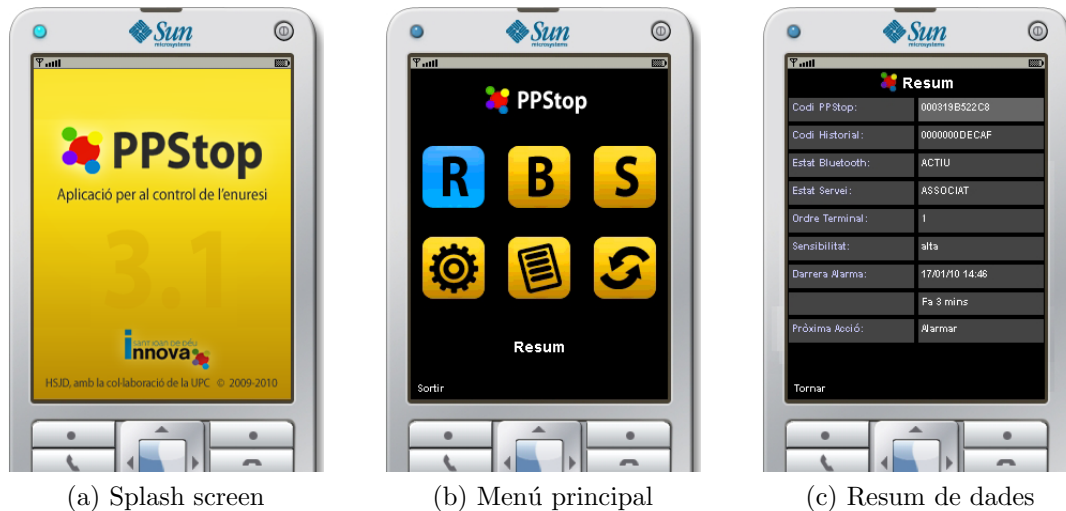 Sun
microsystems
PPStop
Aplicació per al control de l'enuresi
3.1
SANT JOAN DE DÉU
innova
HSJD, amb la col·laboració de la UPC © 2009-2010
(a) Splash screen
Sun
microsystems
PPStop
R B S
Resum
Sortir
(b) Menú principal
Sun
microsystems
Resum
Codi PPStop: 000319B522C8
Codi Historial: 0000000DECAF
Estat Bluetooth: ACTIU
Estat Servei: ASSOCIAT
Ordre Terminal: 1
Sensibilitat: alta
Darrera Alarma: 17/01/10 14:46
Fa 3 mins
Pròxima Acció: Alarmar
Tornar
(c) Resum de dades